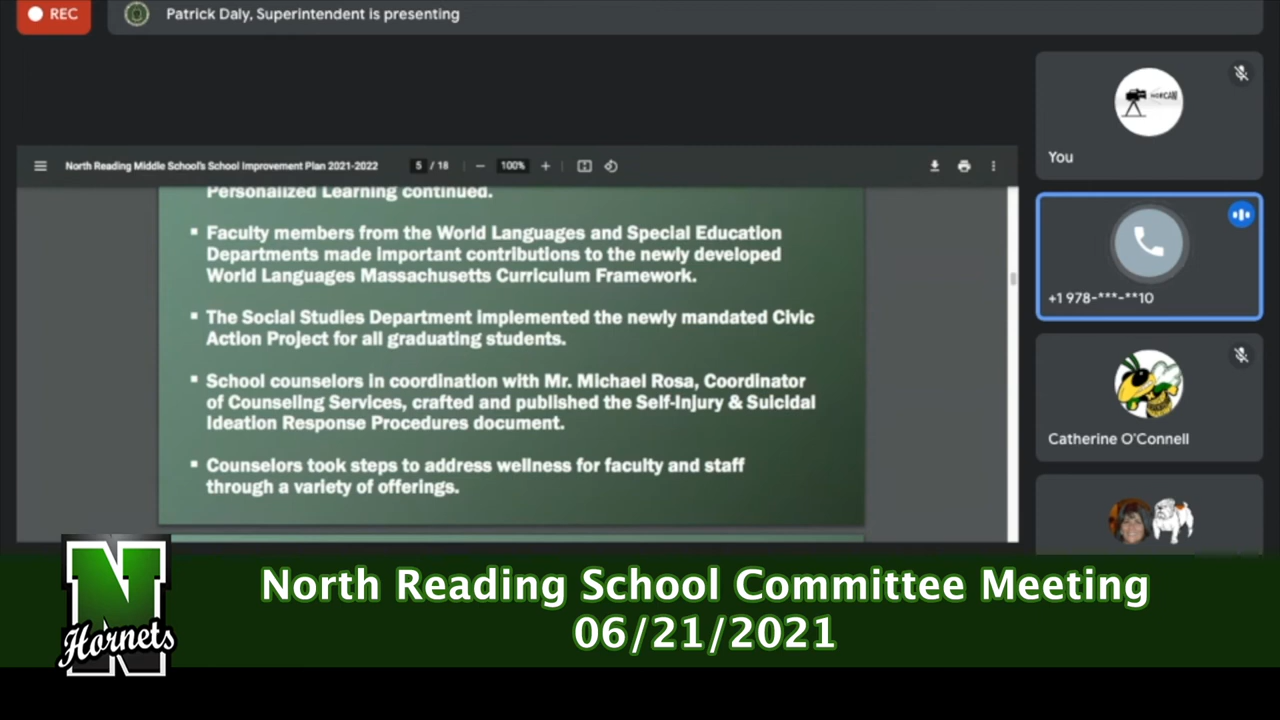 REC
Patrick Daly, Superintendent is presenting
North Reading Middle School's School Improvement Plan 2021-2022
5 / 18
100%
Personalized Learning continued.
▪ Faculty members from the World Languages and Special Education
Departments made important contributions to the newly developed
World Languages Massachusetts Curriculum Framework.
▪ The Social Studies Department implemented the newly mandated Civic
Action Project for all graduating students.
▪ School counselors in coordination with Mr. Michael Rosa, Coordinator
of Counseling Services, crafted and published the Self-Injury & Suicidal
Ideation Response Procedures document.
▪ Counselors took steps to address wellness for faculty and staff
through a variety of offerings.
NORCAM
You
+1 978-***-**10
Catherine O'Connell
N
Hornets
North Reading School Committee Meeting
06/21/2021